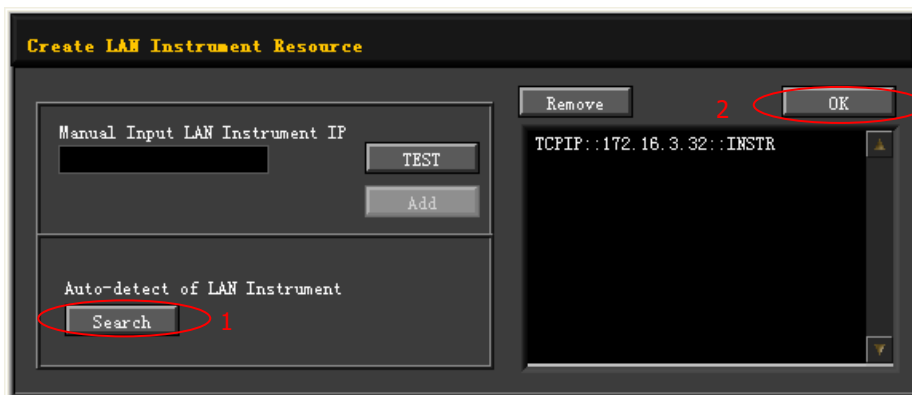 Create LAN Instrument Resource
Manual Input LAN Instrument IP
TEST
Add
Auto-detect of LAN Instrument
Search
1
Remove
2
OK
TCPIP::172.16.3.32::INSTR